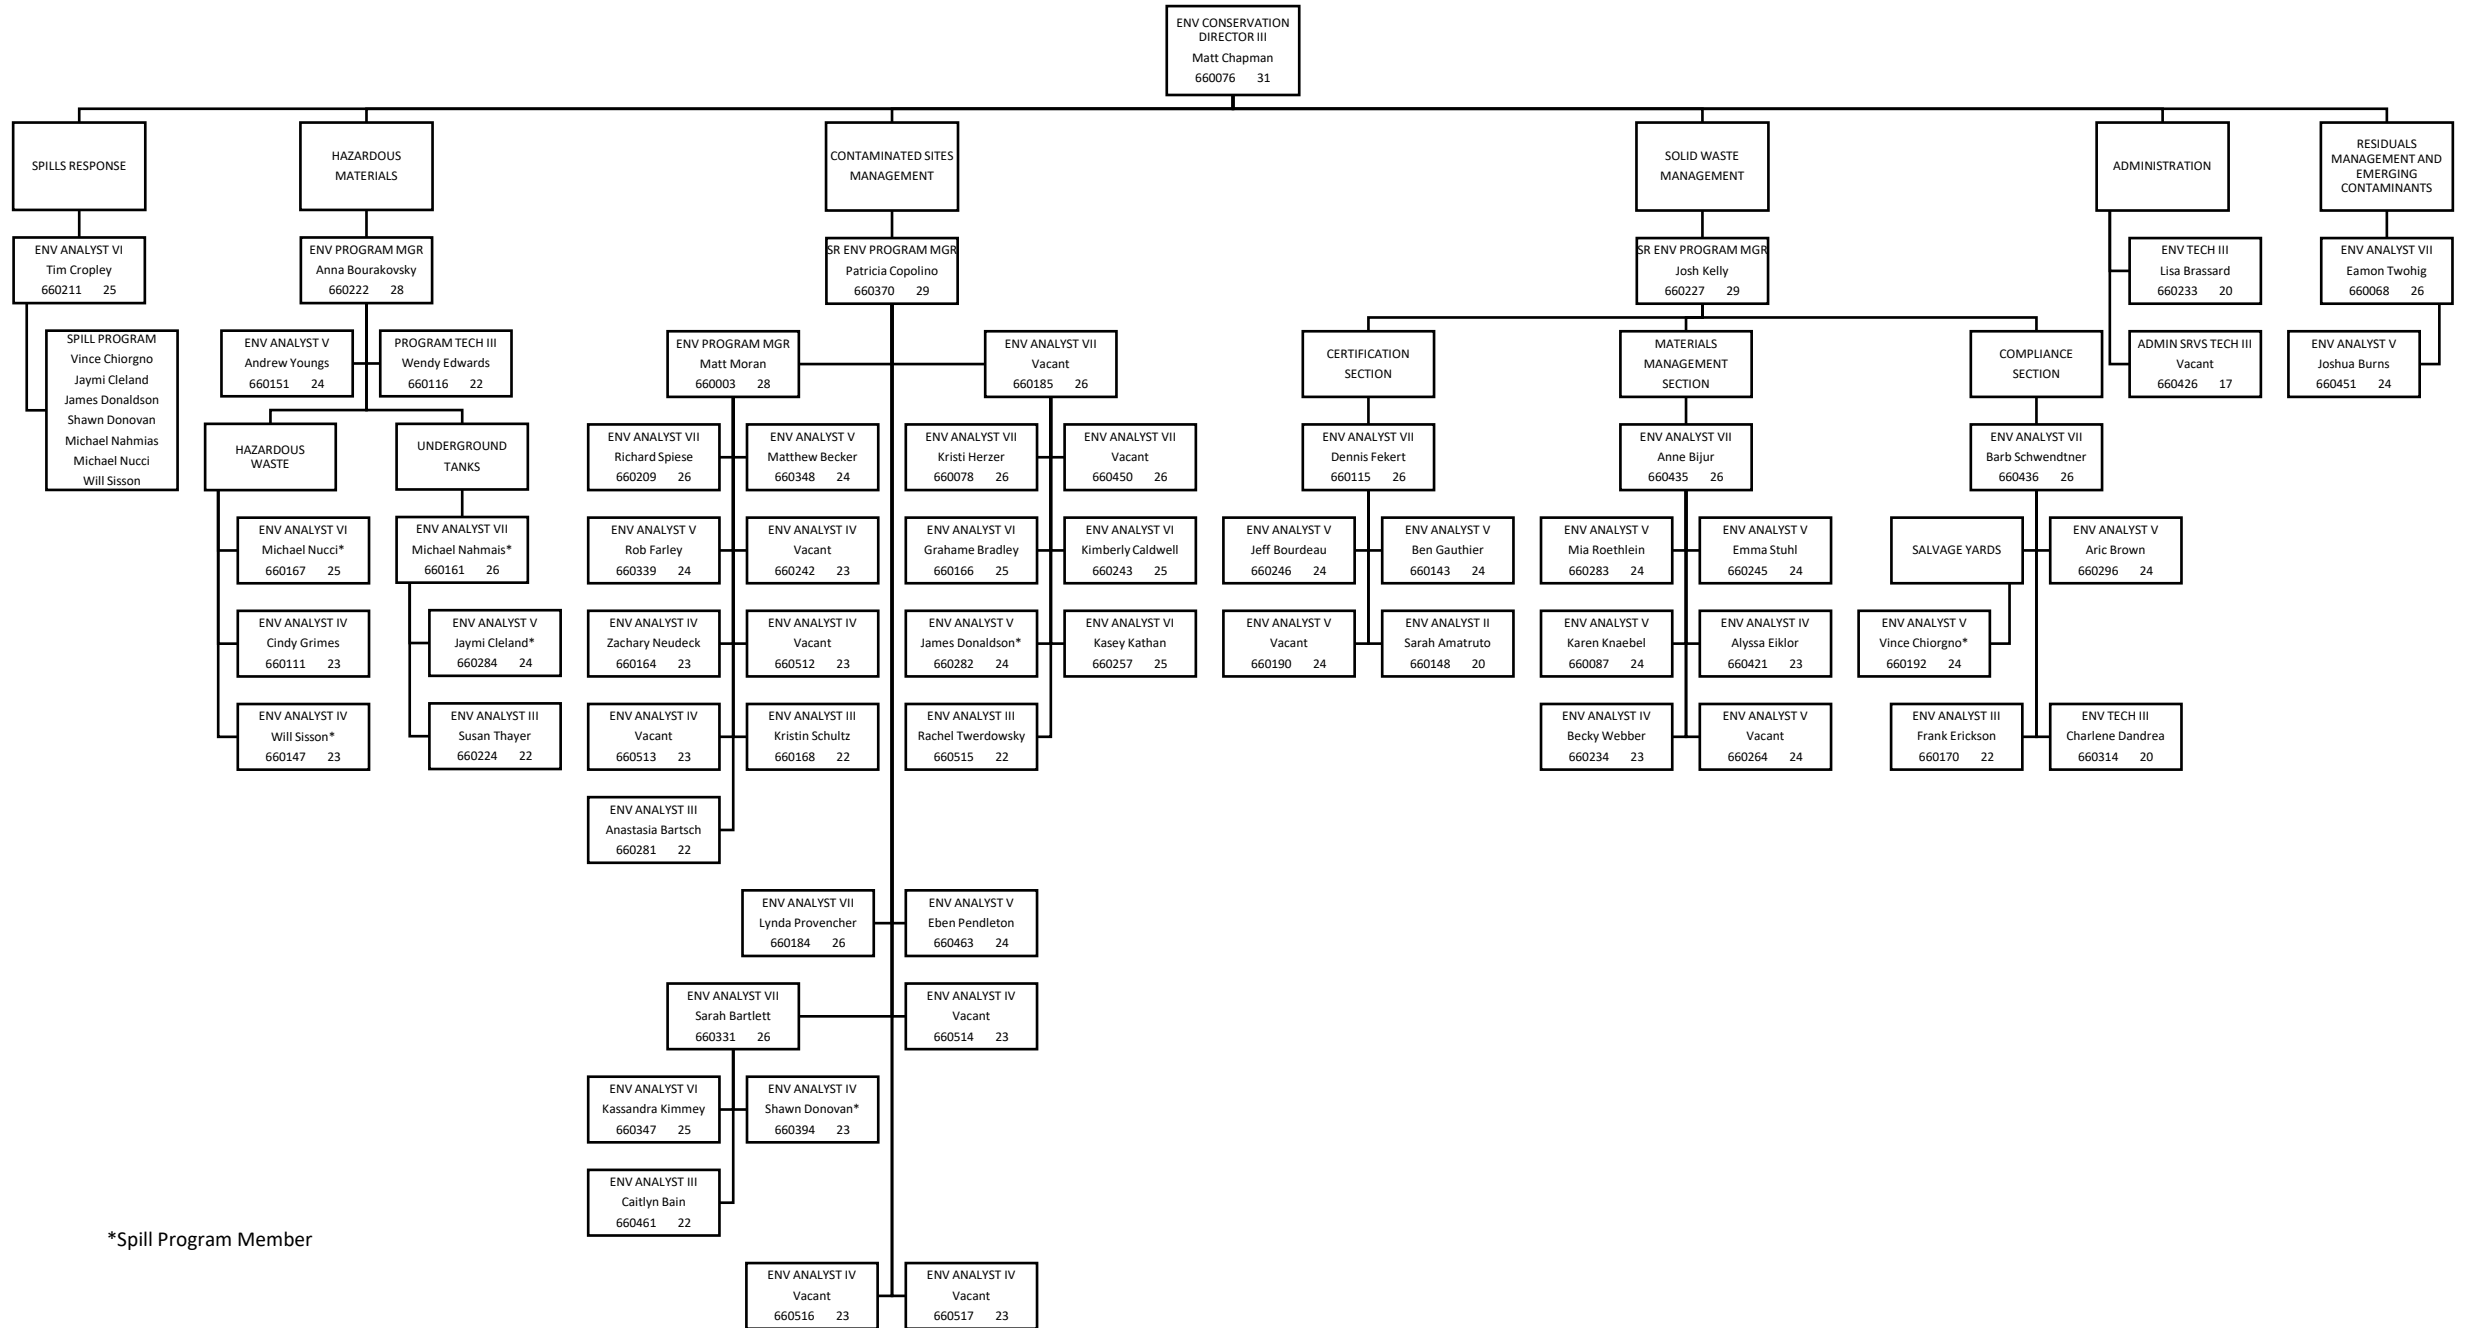 ENV CONSERVATION
DIRECTOR III
Matt Chapman
660076 31
SPILLS RESPONSE
ENV ANALYST VI
Tim Cropley
660211 25
SPILL PROGRAM
Vince Chiorgno
Jaymi Cleland
James Donaldson
Shawn Donovan
Michael Nahmias
Michael Nucci
Will Sisson
HAZARDOUS
MATERIALS
ENV PROGRAM MGR
Anna Bourakovsky
660222 28
ENV ANALYST V
Andrew Youngs
660151 24
PROGRAM TECH III
Wendy Edwards
660116 22
HAZARDOUS
WASTE
ENV ANALYST VI
Michael Nucci*
660167 25
ENV ANALYST IV
Cindy Grimes
660111 23
ENV ANALYST IV
Will Sisson*
660147 23
UNDERGROUND
TANKS
ENV ANALYST VII
Michael Nahmais*
660161 26
ENV ANALYST V
Jaymi Cleland*
660284 24
ENV ANALYST III
Susan Thayer
660224 22
CONTAMINATED SITES
MANAGEMENT
SR ENV PROGRAM MGR
Patricia Copolino
660370 29
ENV PROGRAM MGR
Matt Moran
660003 28
ENV ANALYST VII
Richard Spiese
660209 26
ENV ANALYST V
Matthew Becker
660348 24
ENV ANALYST V
Rob Farley
660339 24
ENV ANALYST IV
Vacant
660242 23
ENV ANALYST IV
Zachary Neudeck
660164 23
ENV ANALYST IV
Vacant
660512 23
ENV ANALYST IV
Vacant
660513 23
ENV ANALYST III
Kristin Schultz
660168 22
ENV ANALYST III
Anastasia Bartsch
660281 22
ENV ANALYST VII
Vacant
660185 26
ENV ANALYST VII
Kristi Herzer
660078 26
ENV ANALYST VII
Vacant
660450 26
ENV ANALYST VI
Grahame Bradley
660166 25
ENV ANALYST VI
Kimberly Caldwell
660243 25
ENV ANALYST V
James Donaldson*
660282 24
ENV ANALYST VI
Kasey Kathan
660257 25
ENV ANALYST III
Rachel Twerdowsky
660515 22
ENV ANALYST VII
Lynda Provencher
660184 26
ENV ANALYST V
Eben Pendleton
660463 24
ENV ANALYST VII
Sarah Bartlett
660331 26
ENV ANALYST IV
Vacant
660514 23
ENV ANALYST VI
Kassandra Kimmey
660347 25
ENV ANALYST IV
Shawn Donovan*
660394 23
ENV ANALYST III
Caitlyn Bain
660461 22
ENV ANALYST IV
Vacant
660516 23
ENV ANALYST IV
Vacant
660517 23
SOLID WASTE
MANAGEMENT
SR ENV PROGRAM MGR
Josh Kelly
660227 29
CERTIFICATION
SECTION
ENV ANALYST VII
Dennis Fekert
660115 26
ENV ANALYST V
Jeff Bourdeau
660246 24
ENV ANALYST V
Ben Gauthier
660143 24
ENV ANALYST V
Vacant
660190 24
ENV ANALYST II
Sarah Amatruto
660148 20
MATERIALS
MANAGEMENT
SECTION
ENV ANALYST VII
Anne Bijur
660435 26
ENV ANALYST V
Mia Roethlein
660283 24
ENV ANALYST V
Emma Stuhl
660245 24
ENV ANALYST V
Karen Knaebel
660087 24
ENV ANALYST IV
Alyssa Eiklor
660421 23
ENV ANALYST IV
Becky Webber
660234 23
ENV ANALYST V
Vacant
660264 24
COMPLIANCE
SECTION
ENV ANALYST VII
Barb Schwendtner
660436 26
SALVAGE YARDS
ENV ANALYST V
Aric Brown
660296 24
ENV ANALYST V
Vince Chiorgno*
660192 24
ENV ANALYST III
Frank Erickson
660170 22
ENV TECH III
Charlene Dandrea
660314 20
ADMINISTRATION
ENV TECH III
Lisa Brassard
660233 20
ADMIN SRVS TECH III
Vacant
660426 17
RESIDUALS
MANAGEMENT AND
EMERGING
CONTAMINANTS
ENV ANALYST VII
Eamon Twohig
660068 26
ENV ANALYST V
Joshua Burns
660451 24
*Spill Program Member